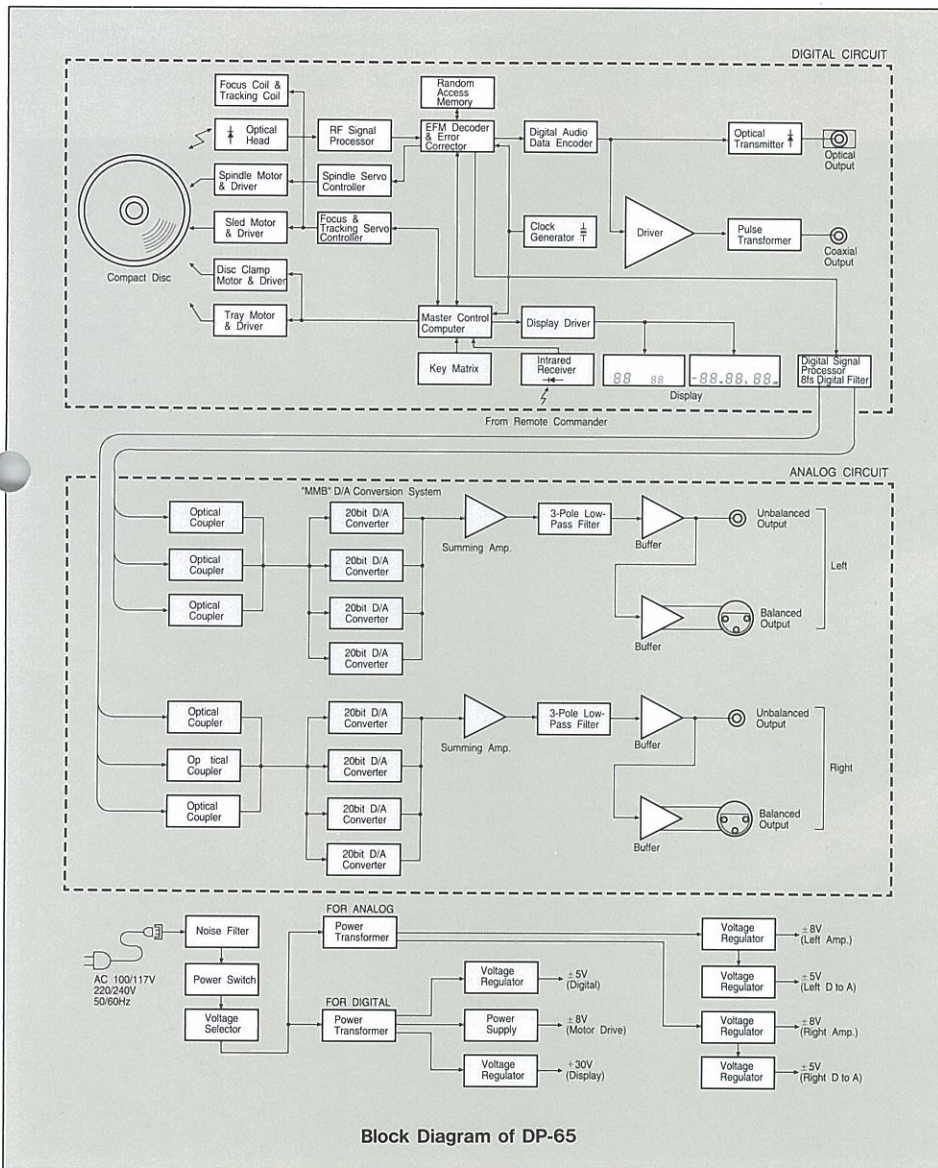 DIGITAL CIRCUIT
Focus Coil &
Tracking Coil
Random
Access
Memory
Optical
Head
RF Signal
Processor
EFM Decoder
& Error
Corrector
Digital Audio
Data Encoder
Optical
Transmitter
Optical
Output
Spindle Motor
& Driver
Spindle Servo
Controller
Sled Motor
& Driver
Focus &
Tracking Servo
Controller
Clock
Generator
Driver
Pulse
Transformer
Coaxial
Output
Compact Disc
Disc Clamp
Motor & Driver
Tray Motor
& Driver
Master Control
Computer
Display Driver
Key Matrix
Intrared
Receiver
88 88
-88.88.88
Display
Digital Signal
Processor
8fs Digital Filter
From Remote Commander
ANALOG CIRCUIT
"MMB" D/A Conversion System
Optical
Coupler
Optical
Coupler
Optical
Coupler
20bit D/A
Converter
20bit D/A
Converter
20bit D/A
Converter
20bit D/A
Converter
Summing Amp.
3-Pole Low-
Pass Filter
Buffer
Unbalanced
Output
Left
Buffer
Balanced
Output
Optical
Coupler
Op tical
Coupler
Optical
Coupler
20bit D/A
Converter
20bit D/A
Converter
20bit D/A
Converter
20bit D/A
Converter
Summing Amp.
3-Pole Low-
Pass Filter
Buffer
Unbalanced
Output
Right
Buffer
Balanced
Output
AC 100/117V
220/240V
50/60Hz
Noise Filter
Power Switch
Voltage
Selector
FOR ANALOG
Power
Transformer
FOR DIGITAL
Power
Transformer
Voltage
Regulator
±5V
(Digital)
Power
Supply
±8V
(Motor Drive)
Voltage
Regulator
+30V
(Display)
Voltage
Regulator
±8V
(Left Amp.)
Voltage
Regulator
±5V
(Left D to A)
Voltage
Regulator
±8V
(Right Amp.)
Voltage
Regulator
±5V
(Right D to A)
Block Diagram of DP-65